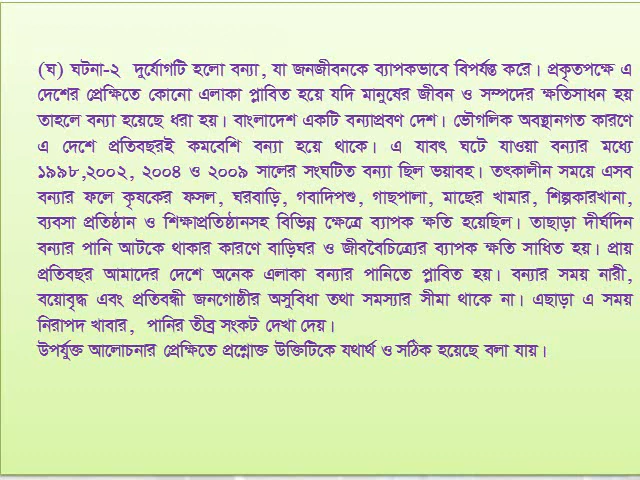 (ঘ) ঘটনা-২ দুর্যোগটি হলো বন্যা, যা জনজীবনকে ব্যাপকভাবে বিপর্যস্ত করে। প্রকৃতপক্ষে এ
দেশের প্রেক্ষিতে কোনো এলাকা প্লাবিত হয়ে যদি মানুষের জীবন ও সম্পদের ক্ষতিসাধন হয়
তাহলে বন্যা হয়েছে ধরা হয়। বাংলাদেশ একটি বন্যাপ্রবণ দেশ। ভৌগলিক অবস্থানগত কারণে
এ দেশে প্রতিবছরই কমবেশি বন্যা হয়ে থাকে। এ যাবৎ ঘটে যাওয়া বন্যার মধ্যে
১৯৯৮,২০০২, ২০০৪ ও ২০০৯ সালের সংঘটিত বন্যা ছিল ভয়াবহ। তৎকালীন সময়ে এসব
বন্যার ফলে কৃষকের ফসল, ঘরবাড়ি, গবাদিপশু, গাছপালা, মাছের খামার, শিল্পকারখানা,
ব্যবসা প্রতিষ্ঠান ও শিক্ষাপ্রতিষ্ঠানসহ বিভিন্ন ক্ষেত্রে ব্যাপক ক্ষতি হয়েছিল। তাছাড়া দীর্ঘদিন
বন্যার পানি আটকে থাকার কারণে বাড়িঘর ও জীববৈচিত্র্যের ব্যাপক ক্ষতি সাধিত হয়। প্রায়
প্রতিবছর আমাদের দেশে অনেক এলাকা বন্যার পানিতে প্লাবিত হয়। বন্যার সময় নারী,
বয়োবৃদ্ধ এবং প্রতিবন্ধী জনগোষ্ঠীর অসুবিধা তথা সমস্যার সীমা থাকে না। এছাড়া এ সময়
নিরাপদ খাবার, পানির তীব্র সংকট দেখা দেয়।
উপর্যুক্ত আলোচনার প্রেক্ষিতে প্রশ্নোক্ত উক্তিটিকে যথার্থ ও সঠিক হয়েছে বলা যায়।